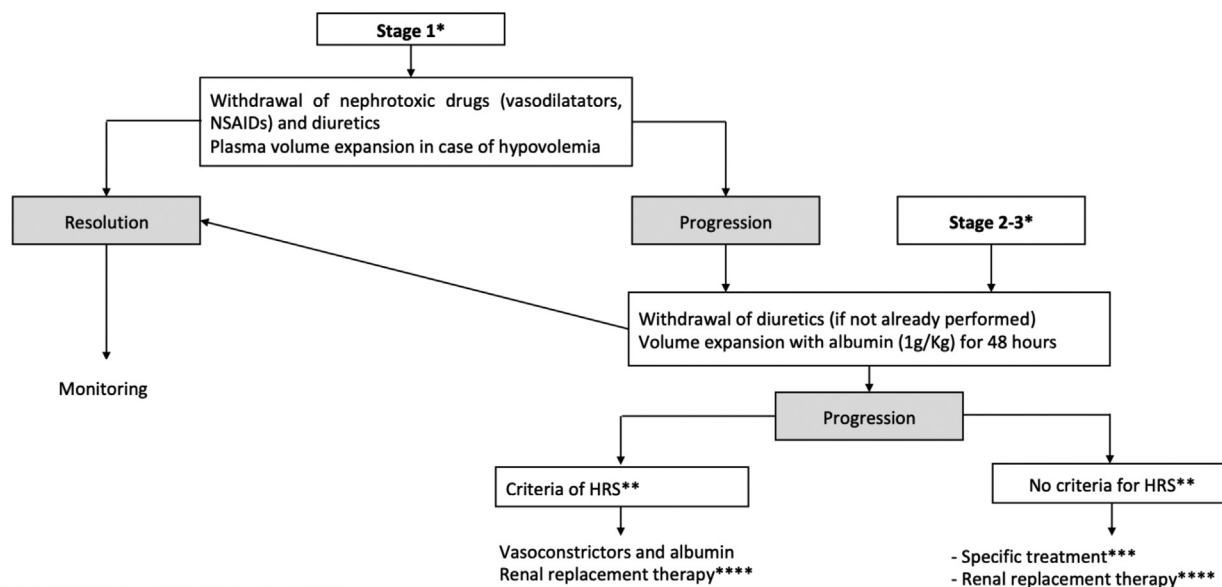 Stage 1*
Withdrawal of nephrotoxic drugs (vasodilatators,
NSAIDs) and diuretics
Plasma volume expansion in case of hypovolemia
Resolution
Progression
Stage 2-3*
Withdrawal of diuretics (if not already performed)
Volume expansion with albumin (1g/Kg) for 48 hours
Monitoring
Progression
Criteria of HRS**
No criteria for HRS**
Vasoconstrictors and albumin
Renal replacement therapy****
- Specific treatment***
- Renal replacement therapy****